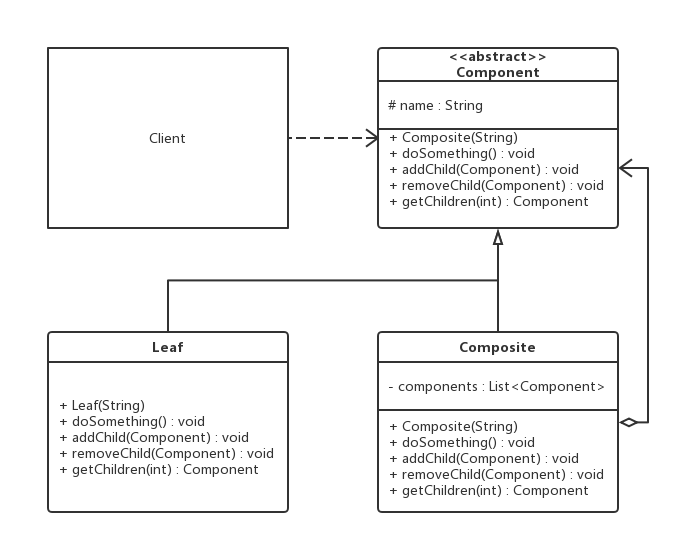 Client
<<abstract>>
Component
# name : String
+ Composite(String)
+ doSomething() : void
+ addChild(Component) : void
+ removeChild(Component) : void
+ getChildren(int) : Component
Leaf
+ Leaf(String)
+ doSomething() : void
+ addChild(Component) : void
+ removeChild(Component) : void
+ getChildren(int) : Component
Composite
- components : List<Component>
+ Composite(String)
+ doSomething() : void
+ addChild(Component) : void
+ removeChild(Component) : void
+ getChildren(int) : Component